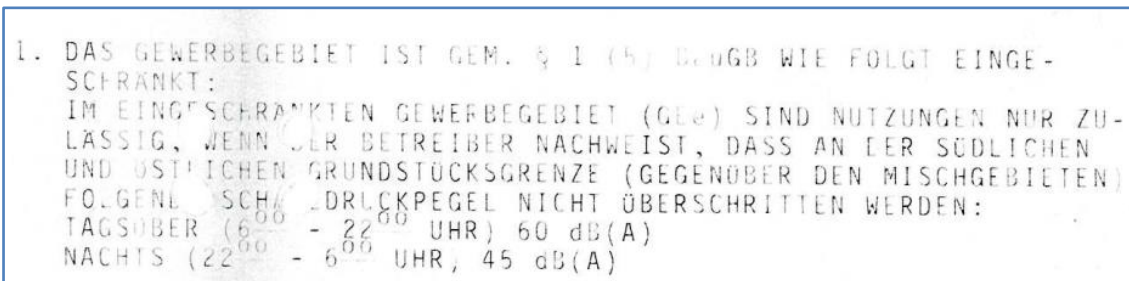 1. DAS GEWERBEGEBIET IST GEM. § 1 (5) BauGB WIE FOLGT EINGE-
SCHRÄNKT:
IM EINGESCHRÄNKTEN GEWERBEGEBIET (GEe) SIND NUTZUNGEN NUR ZU-
LÄSSIG, WENN DER BETREIBER NACHWEIST, DASS AN DER SÜDLICHEN
UND ÖSTLICHEN GRUNDSTÜCKSGRENZE (GEGENÜBER DEN MISCHGEBIETEN)
FOLGENDE SCHALLDRUCKPEGEL NICHT ÜBERSCHRITTEN WERDEN:
TAGSÜBER (6⁰⁰ - 22⁰⁰ UHR) 60 dB(A)
NACHTS (22⁰⁰ - 6⁰⁰ UHR) 45 dB(A)